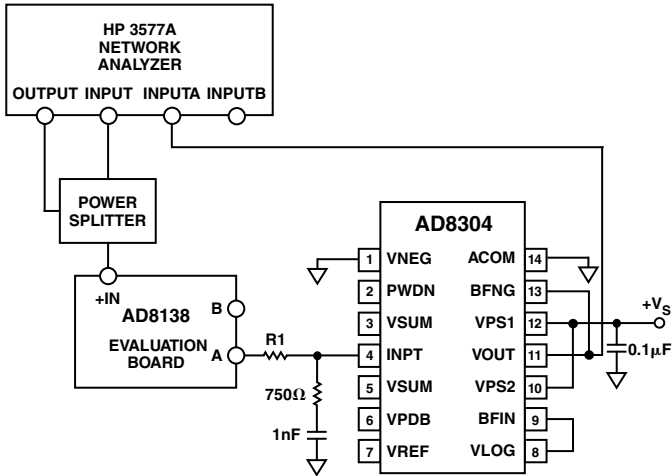 HP 3577A
NETWORK
ANALYZER
OUTPUT INPUT INPUTA INPUTB
POWER
SPLITTER
+IN
AD8138
EVALUATION
BOARD
B
A
R1
750Ω
1nF
AD8304
1 VNEG ACOM 14
2 PWDN BFNG 13
3 VSUM VPS1 12
4 INPT VOUT 11
5 VSUM VPS2 10
6 VPDB BFIN 9
7 VREF VLOG 8
+VS
0.1μF